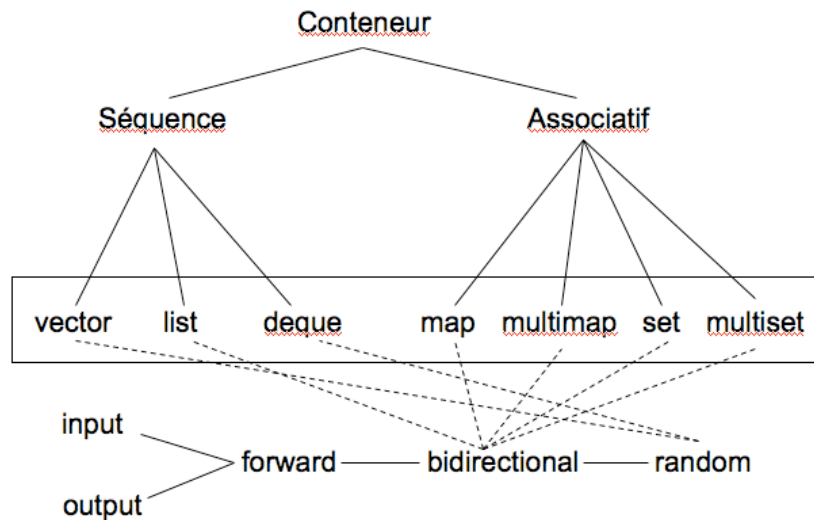 Conteneur
Séquence Associatif
vector list deque map multimap set multiset
input
forward bidirectional random
output